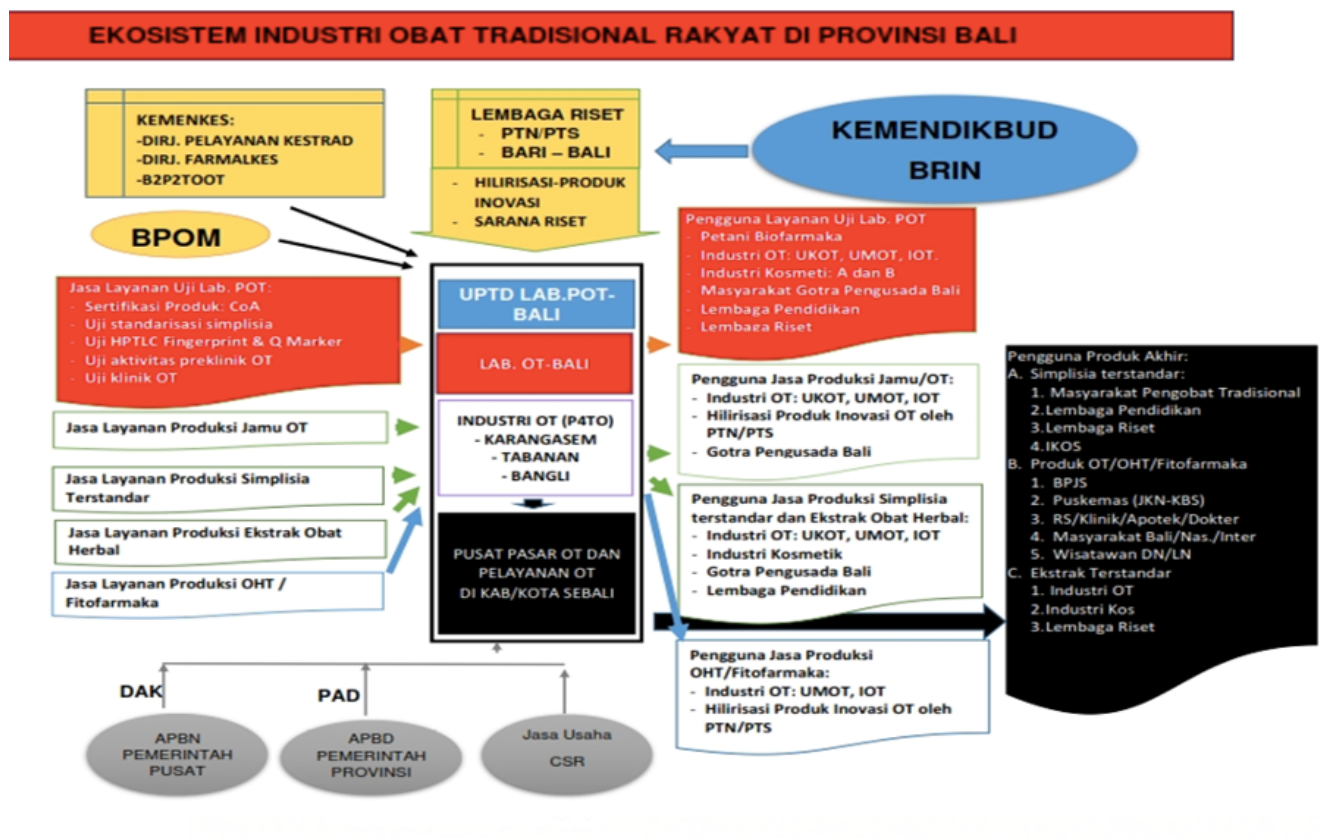 EKOSISTEM INDUSTRI OBAT TRADISIONAL RAKYAT DI PROVINSI BALI
KEMENKES:
-DIRJ. PELAYANAN KESTRAD
-DIRJ. FARMALKES
-B2P2TOOT
LEMBAGA RISET
- PTN/PTS
- BARI – BALI
- HILIRISASI-PRODUK
INOVASI
- SARANA RISET
KEMENDIKBUD
BRIN
BPOM
Jasa Layanan Uji Lab. POT:
- Sertifikasi Produk: CoA
- Uji standarisasi simplisia
- Uji HPTLC Fingerprint & Q Marker
- Uji aktivitas preklinik OT
- Uji klinik OT
Jasa Layanan Produksi Jamu OT
Jasa Layanan Produksi Simplisia
Terstandar
Jasa Layanan Produksi Ekstrak Obat
Herbal
Jasa Layanan Produksi OHT /
Fitofarmaka
UPTD LAB.POT-
BALI
LAB. OT-BALI
INDUSTRI OT (P4TO)
- KARANGASEM
- TABANAN
- BANGLI
PUSAT PASAR OT DAN
PELAYANAN OT
DI KAB/KOTA SEBALI
Pengguna Layanan Uji Lab. POT
- Petani Biofarmaka
- Industri OT: UKOT, UMOT, IOT.
- Industri Kosmeti: A dan B
- Masyarakat Gotra Pengusada Bali
- Lembaga Pendidikan
- Lembaga Riset
Pengguna Jasa Produksi Jamu/OT:
- Industri OT: UKOT, UMOT, IOT
- Hilirisasi Produk Inovasi OT oleh
PTN/PTS
- Gotra Pengusada Bali
Pengguna Jasa Produksi Simplisia
terstandar dan Ekstrak Obat Herbal:
- Industri OT: UKOT, UMOT, IOT
- Industri Kosmetik
- Gotra Pengusada Bali
- Lembaga Pendidikan
Pengguna Jasa Produksi
OHT/Fitofarmaka:
- Industri OT: UMOT, IOT
- Hilirisasi Produk Inovasi OT oleh
PTN/PTS
Pengguna Produk Akhir:
A. Simplisia terstandar:
1. Masyarakat Pengobat Tradisional
2.Lembaga Pendidikan
3.Lembaga Riset
4.IKOS
B. Produk OT/OHT/Fitofarmaka
1. BPJS
2. Puskemas (JKN-KBS)
3. RS/Klinik/Apotek/Dokter
4. Masyarakat Bali/Nas./Inter
5. Wisatawan DN/LN
C. Ekstrak Terstandar
1. Industri OT
2.Industri Kos
3.Lembaga Riset
DAK
PAD
APBN
PEMERINTAH
PUSAT
APBD
PEMERINTAH
PROVINSI
Jasa Usaha
CSR